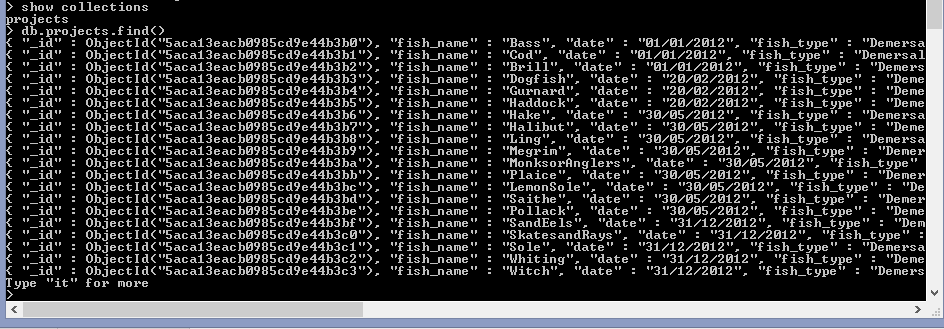 > show collections
projects
> db.projects.find()
{ "_id" : ObjectId("5aca13eacb0985cd9e44b3b0"), "fish_name" : "Bass", "date" : "01/01/2012", "fish_type" : "Demersal
{ "_id" : ObjectId("5aca13eacb0985cd9e44b3b1"), "fish_name" : "Cod", "date" : "01/01/2012", "fish_type" : "Demersal
{ "_id" : ObjectId("5aca13eacb0985cd9e44b3b2"), "fish_name" : "Brill", "date" : "01/01/2012", "fish_type" : "Demers
{ "_id" : ObjectId("5aca13eacb0985cd9e44b3b3"), "fish_name" : "Dogfish", "date" : "20/02/2012", "fish_type" : "Deme
{ "_id" : ObjectId("5aca13eacb0985cd9e44b3b4"), "fish_name" : "Gurnard", "date" : "20/02/2012", "fish_type" : "Deme
{ "_id" : ObjectId("5aca13eacb0985cd9e44b3b5"), "fish_name" : "Haddock", "date" : "20/02/2012", "fish_type" : "Deme
{ "_id" : ObjectId("5aca13eacb0985cd9e44b3b6"), "fish_name" : "Hake", "date" : "30/05/2012", "fish_type" : "Demersa
{ "_id" : ObjectId("5aca13eacb0985cd9e44b3b7"), "fish_name" : "Halibut", "date" : "30/05/2012", "fish_type" : "Deme
{ "_id" : ObjectId("5aca13eacb0985cd9e44b3b8"), "fish_name" : "Ling", "date" : "30/05/2012", "fish_type" : "Demersa
{ "_id" : ObjectId("5aca13eacb0985cd9e44b3b9"), "fish_name" : "Megrim", "date" : "30/05/2012", "fish_type" : "Demer
{ "_id" : ObjectId("5aca13eacb0985cd9e44b3ba"), "fish_name" : "MonksorAnglers", "date" : "30/05/2012", "fish_type"
{ "_id" : ObjectId("5aca13eacb0985cd9e44b3bb"), "fish_name" : "Plaice", "date" : "30/05/2012", "fish_type" : "Demer
{ "_id" : ObjectId("5aca13eacb0985cd9e44b3bc"), "fish_name" : "LemonSole", "date" : "30/05/2012", "fish_type" : "De
{ "_id" : ObjectId("5aca13eacb0985cd9e44b3bd"), "fish_name" : "Saithe", "date" : "30/05/2012", "fish_type" : "Demer
{ "_id" : ObjectId("5aca13eacb0985cd9e44b3be"), "fish_name" : "Pollack", "date" : "30/05/2012", "fish_type" : "Deme
{ "_id" : ObjectId("5aca13eacb0985cd9e44b3bf"), "fish_name" : "SandEels", "date" : "31/12/2012", "fish_type" : "Dem
{ "_id" : ObjectId("5aca13eacb0985cd9e44b3c0"), "fish_name" : "SkatesandRays", "date" : "31/12/2012", "fish_type" :
{ "_id" : ObjectId("5aca13eacb0985cd9e44b3c1"), "fish_name" : "Sole", "date" : "31/12/2012", "fish_type" : "Demersa
{ "_id" : ObjectId("5aca13eacb0985cd9e44b3c2"), "fish_name" : "Whiting", "date" : "31/12/2012", "fish_type" : "Deme
{ "_id" : ObjectId("5aca13eacb0985cd9e44b3c3"), "fish_name" : "Witch", "date" : "31/12/2012", "fish_type" : "Demers
Type "it" for more
>